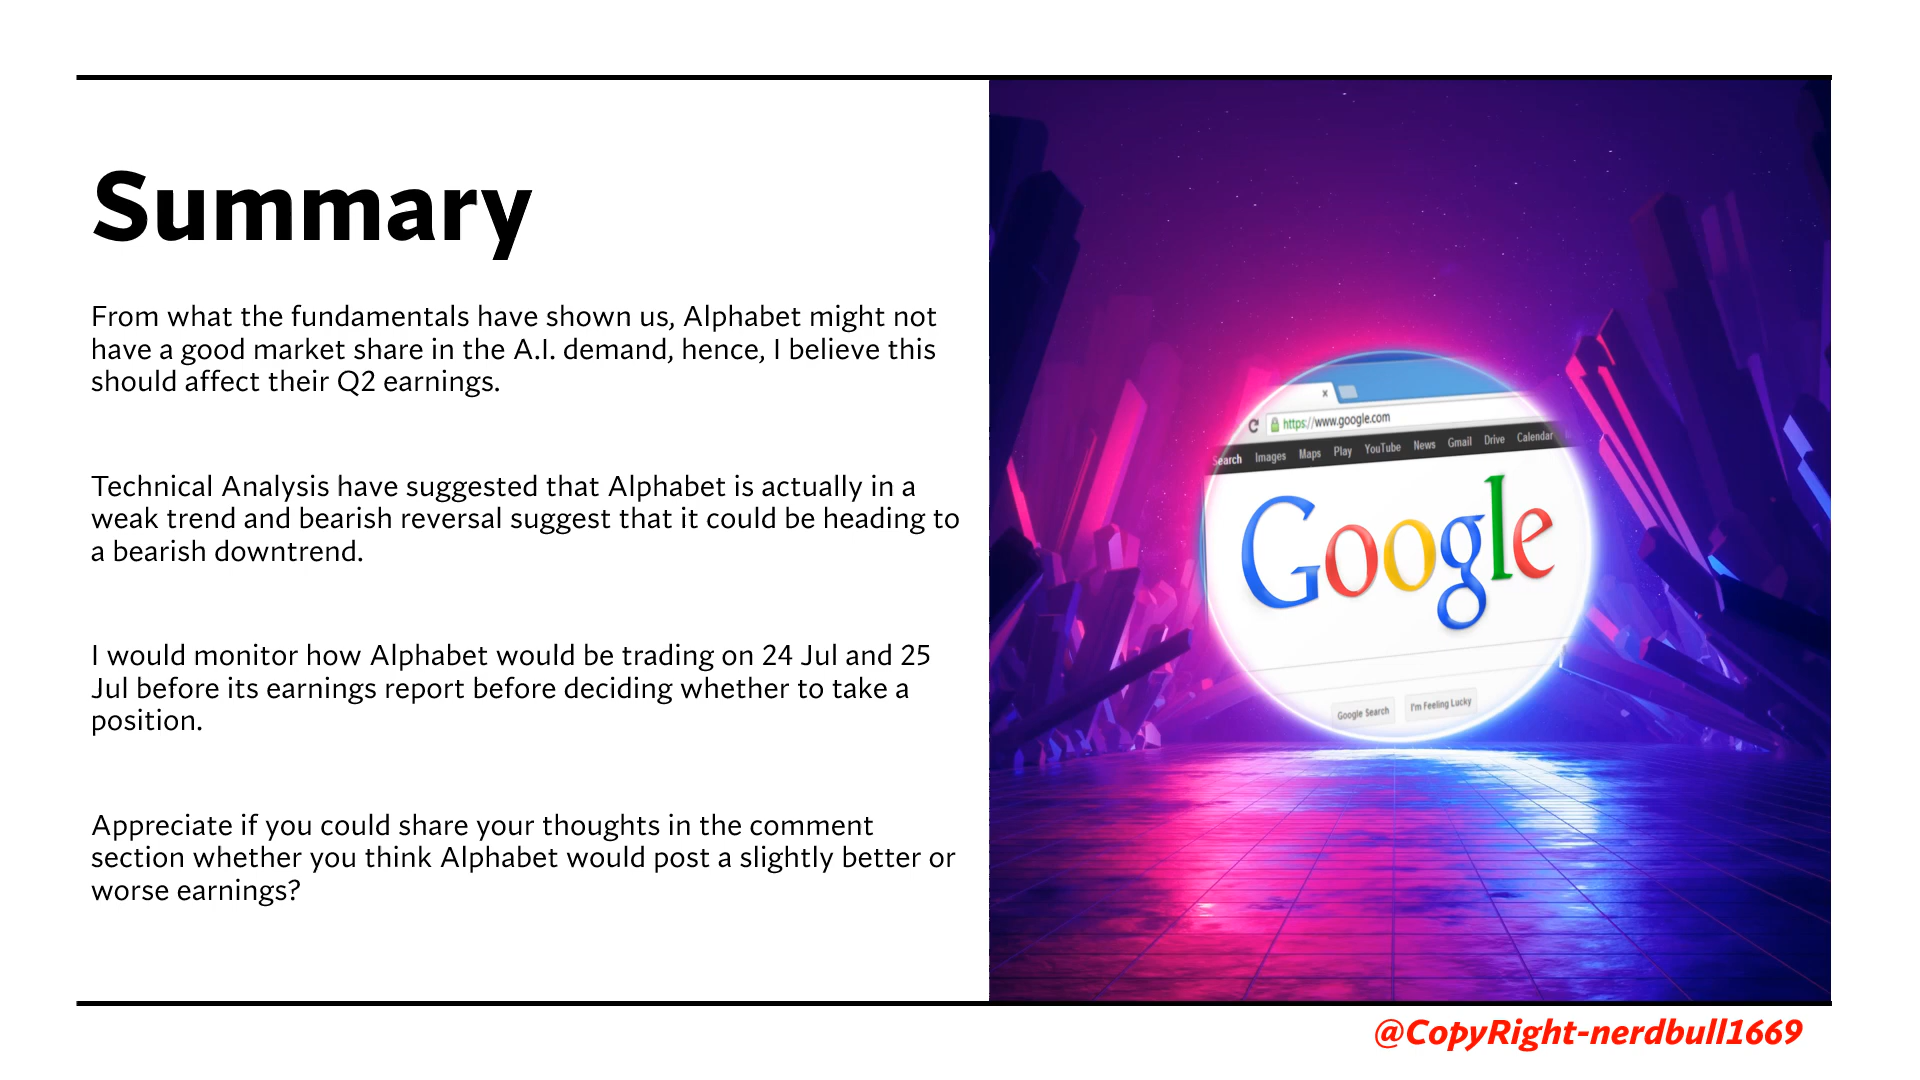 Summary
From what the fundamentals have shown us, Alphabet might not
have a good market share in the A.I. demand, hence, I believe this
should affect their Q2 earnings.
Technical Analysis have suggested that Alphabet is actually in a
weak trend and bearish reversal suggest that it could be heading to
a bearish downtrend.
I would monitor how Alphabet would be trading on 24 Jul and 25
Jul before its earnings report before deciding whether to take a
position.
Appreciate if you could share your thoughts in the comment
section whether you think Alphabet would post a slightly better or
worse earnings?
x
https://www.google.com
Search Images Maps Play YouTube News Gmail Drive Calendar
Google
Google Search I'm Feeling Lucky
@CopyRight-nerdbull1669